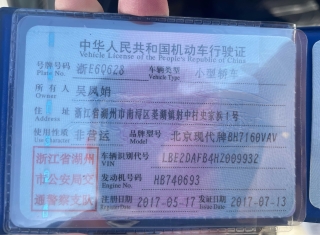 中华人民共和国机动车行驶证
Vehicle License of the People's Republic of China
号牌号码 浙E6Q628 车辆类型 小型轿车
Plate No. Vehicle Type
所有人 吴凤娟
Owner
住址 浙江省湖州市南浔区菱湖镇射中村史家族1号
Address
使用性质 非营运 品牌型号 北京现代牌BH7160VAV
Use Character Model
浙江省湖州 车辆识别代号 LBE2DAFB4HZ009932
VIN
市公安局交 发动机号码 HB740693
Engine No.
通警察支队 注册日期 2017-05-17 发证日期 2017-07-13
Register Date Issue Date